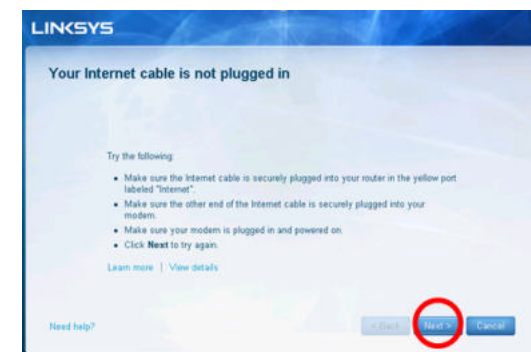 LINKSYS
Your Internet cable is not plugged in
Try the following:
• Make sure the Internet cable is securely plugged into your router in the yellow port
labeled "Internet".
• Make sure the other end of the Internet cable is securely plugged into your
modem.
• Make sure your modem is plugged in and powered on.
• Click Next to try again.
Learn more | View details
Need help? < Back Next > Cancel